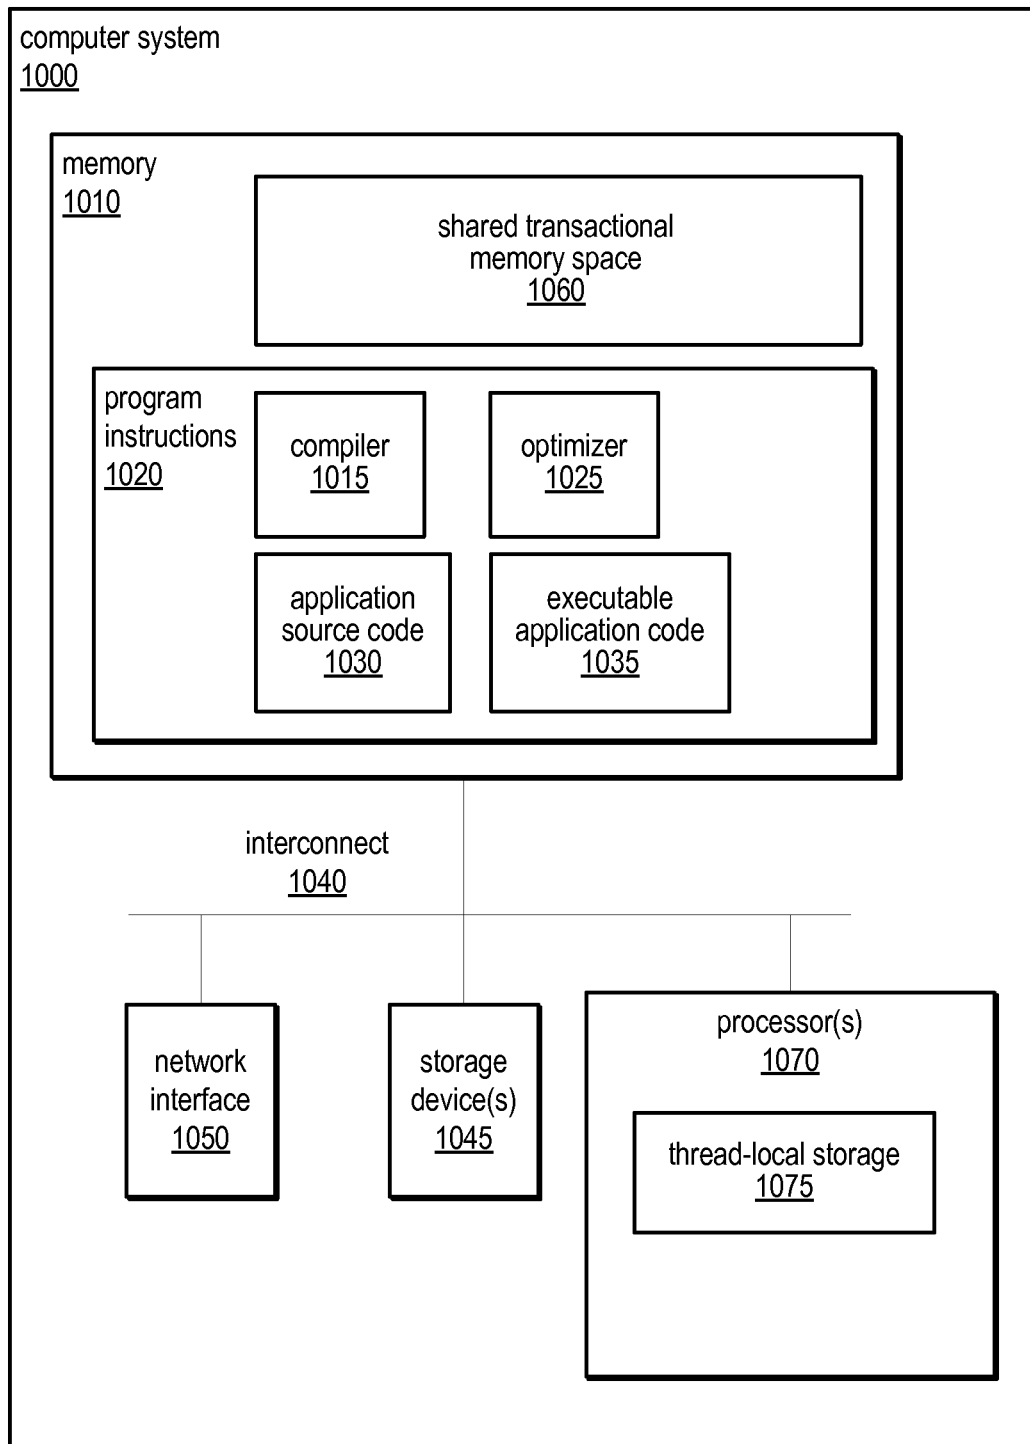 computer system
1000
memory
1010
shared transactional
memory space
1060
program
instructions
1020
compiler
1015
optimizer
1025
application
source code
1030
executable
application code
1035
interconnect
1040
network
interface
1050
storage
device(s)
1045
processor(s)
1070
thread-local storage
1075